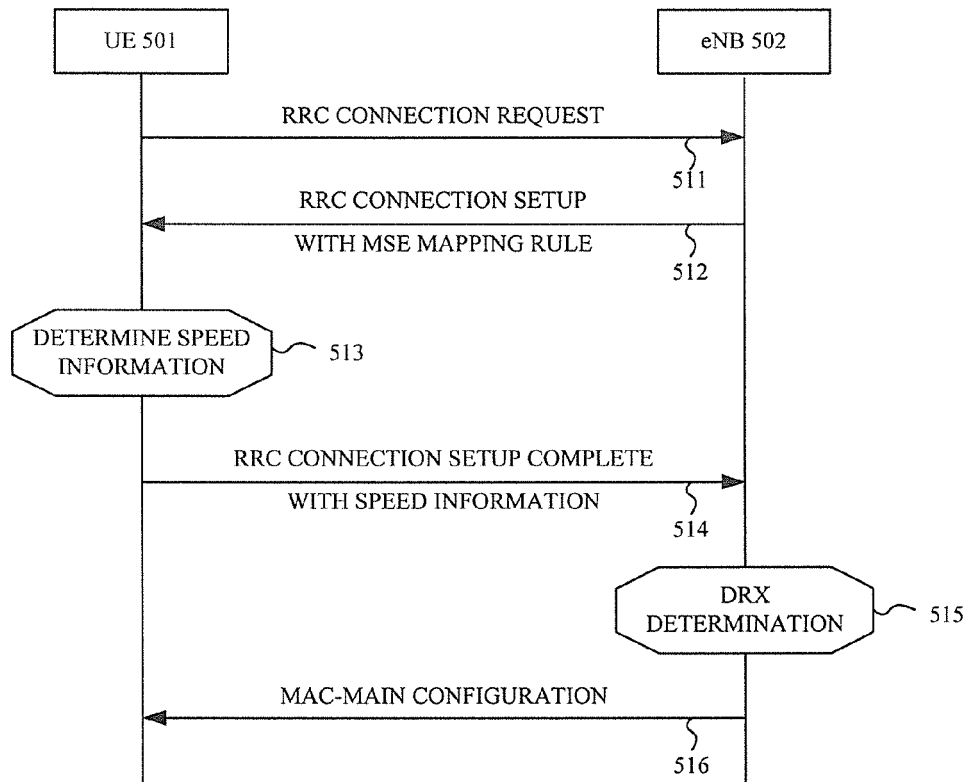 UE 501
eNB 502
RRC CONNECTION REQUEST
511
RRC CONNECTION SETUP
WITH MSE MAPPING RULE
512
DETERMINE SPEED
INFORMATION
513
RRC CONNECTION SETUP COMPLETE
WITH SPEED INFORMATION
514
DRX
DETERMINATION
515
MAC-MAIN CONFIGURATION
516